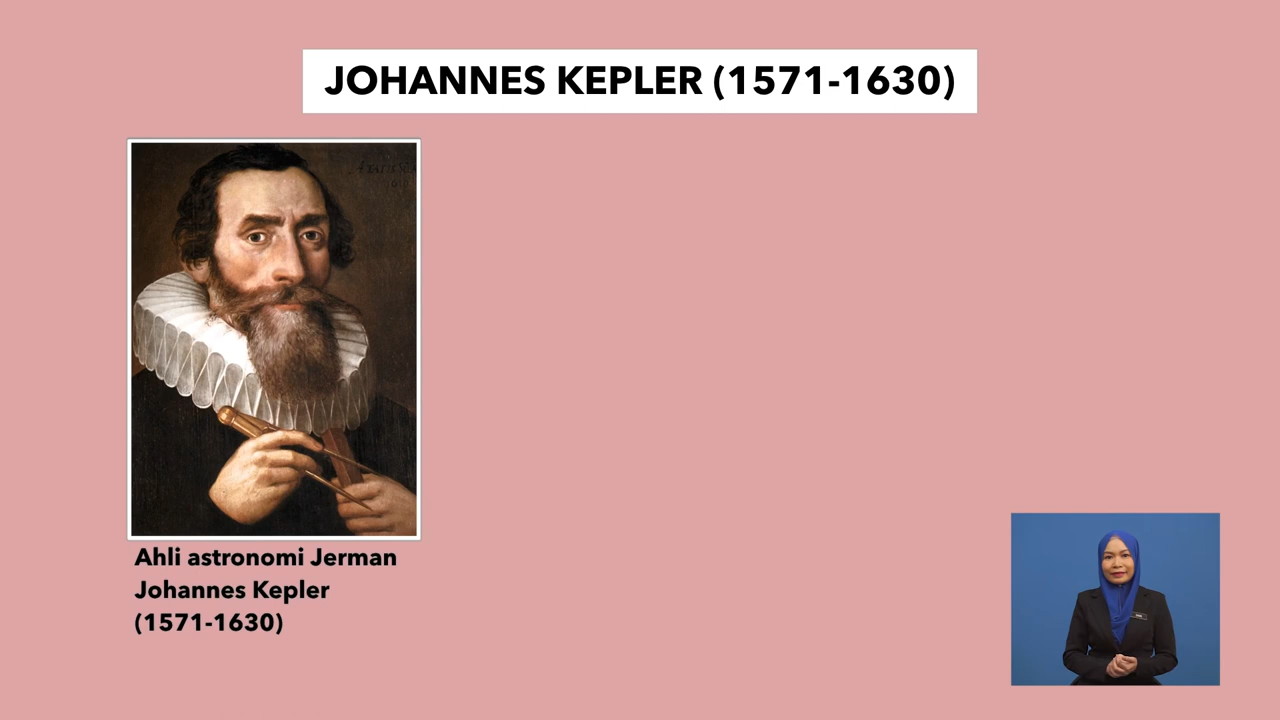 JOHANNES KEPLER (1571-1630)
Ahli astronomi Jerman
Johannes Kepler
(1571-1630)